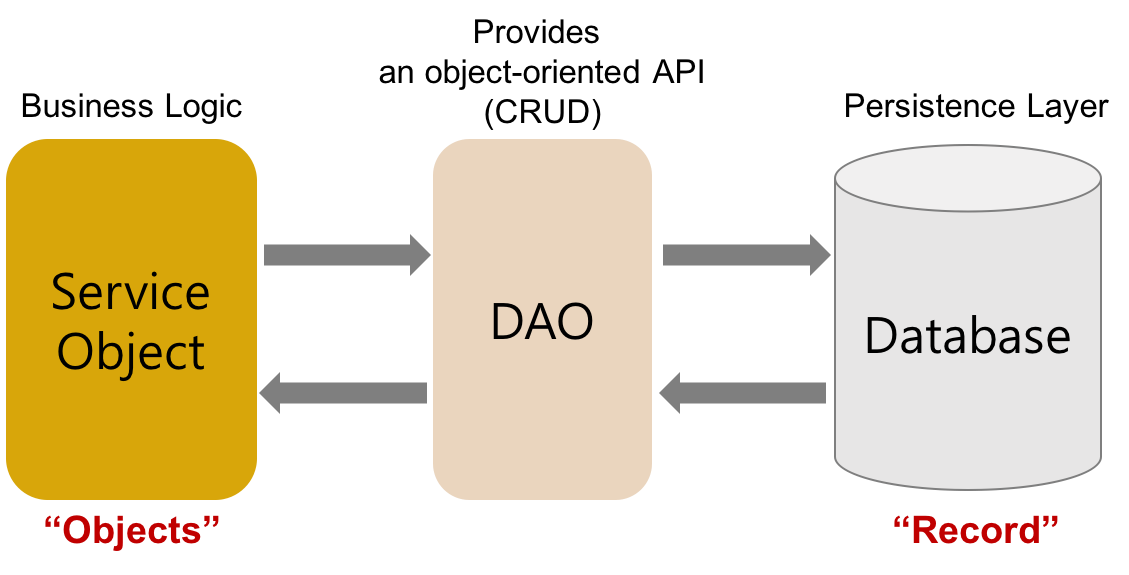 Provides
an object-oriented API
(CRUD)
Business Logic
Persistence Layer
Service
Object
DAO
Database
“Objects”
“Record”